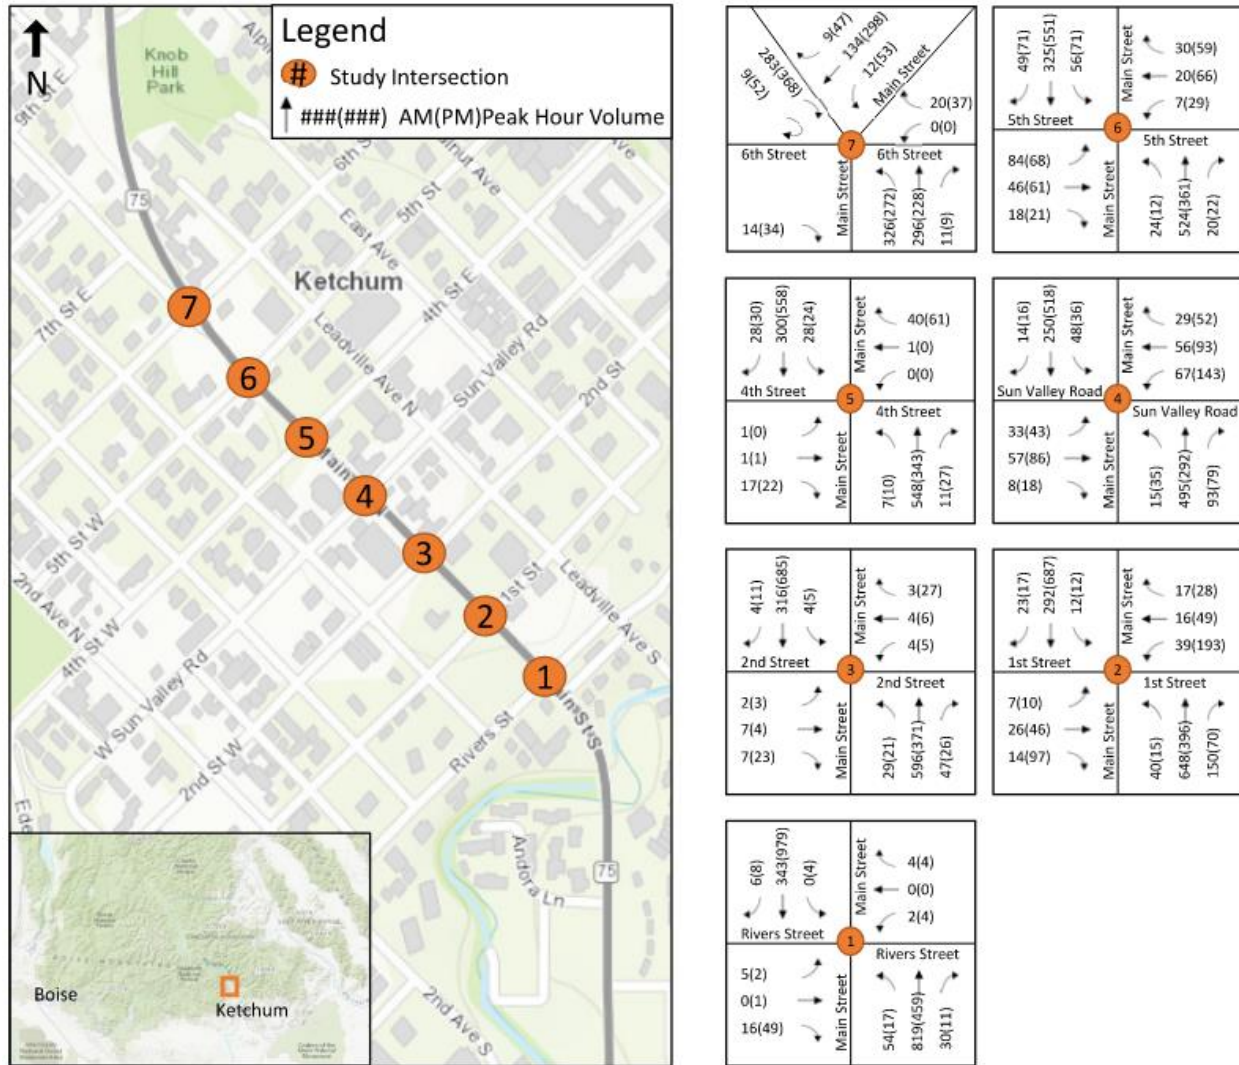 N
Legend
# Study Intersection
###(###) AM(PM)Peak Hour Volume
Knob
Hill
Park
9th St E
75
6th S
5th St
East Ave
4th St E
Ketchum
7th St E
Leadville Ave N
Sun Valley Rd
2nd St
7
6
5
4
3
2
1
1st St
Leadville Ave S
5th St W
2nd Ave N
4th St W
W Sun Valley Rd
2nd St W
Rivers St
Andora Ln
75
2nd Ave S
Boise
Ketchum
9(47)
134(298)
12(53)
283(368)
9(52)
Main Street
20(37)
0(0)
7
6th Street
6th Street
Main Street
14(34)
326(272)
296(228)
11(9)
49(71)
325(551)
56(71)
Main Street
30(59)
20(66)
7(29)
5th Street
6
5th Street
84(68)
46(61)
18(21)
Main Street
24(12)
524(361)
20(22)
28(30)
300(558)
28(24)
Main Street
40(61)
1(0)
0(0)
4th Street
5
4th Street
1(0)
1(1)
17(22)
Main Street
7(10)
548(343)
11(27)
14(16)
250(518)
48(36)
Main Street
29(52)
56(93)
67(143)
Sun Valley Road
4
Sun Valley Road
33(43)
57(86)
8(18)
Main Street
15(35)
495(292)
93(79)
4(11)
316(685)
4(5)
Main Street
3(27)
4(6)
4(5)
2nd Street
3
2nd Street
2(3)
7(4)
7(23)
Main Street
29(21)
596(371)
47(26)
23(17)
292(687)
12(12)
Main Street
17(28)
16(49)
39(193)
1st Street
2
1st Street
7(10)
26(46)
14(97)
Main Street
40(15)
648(396)
150(70)
6(8)
343(979)
0(4)
Main Street
4(4)
0(0)
2(4)
Rivers Street
1
Rivers Street
5(2)
0(1)
16(49)
Main Street
54(17)
819(459)
30(11)